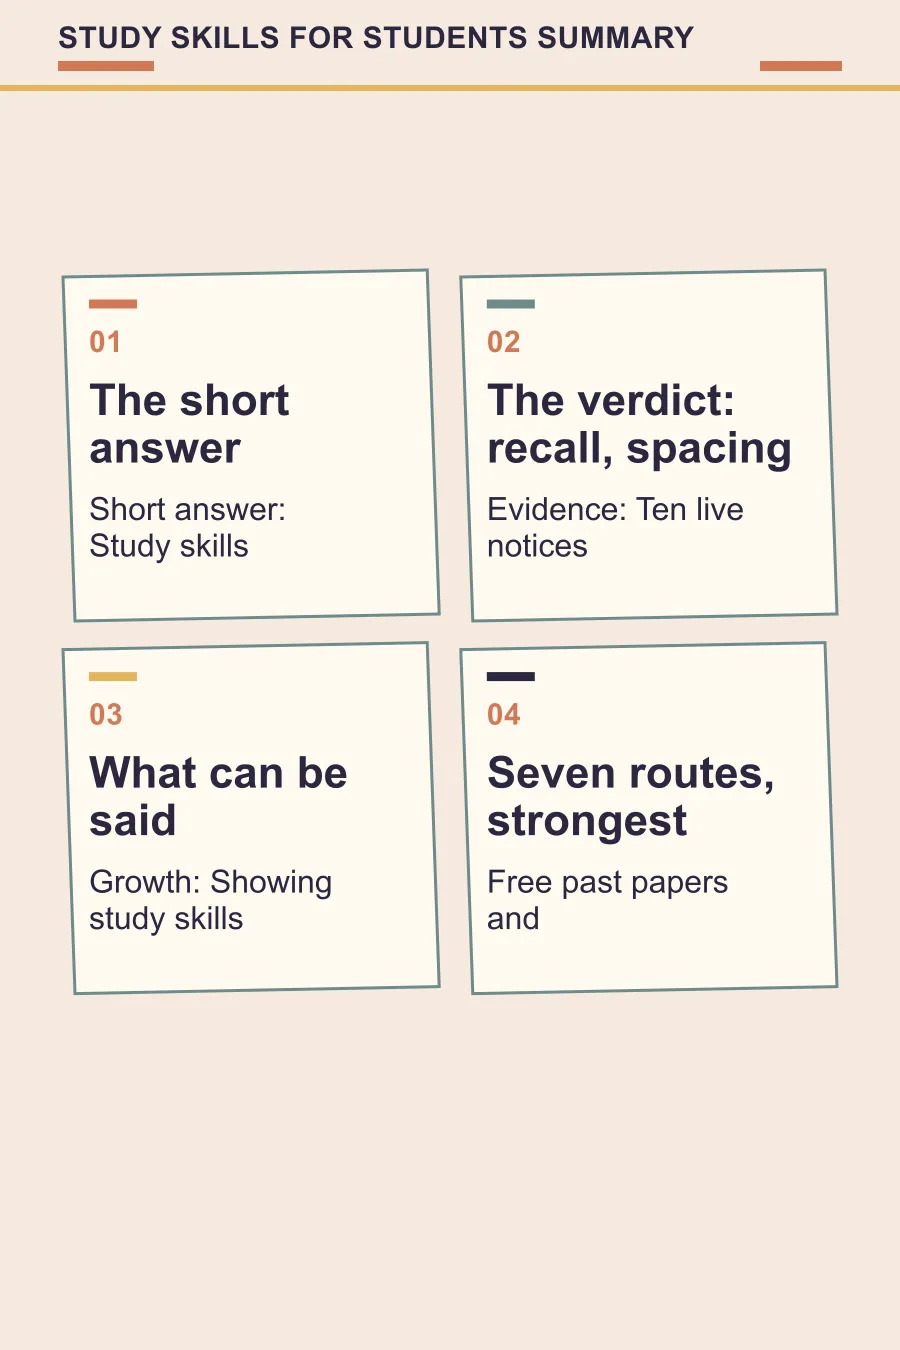 STUDY SKILLS FOR STUDENTS SUMMARY
01
The short
answer
Short answer:
Study skills
02
The verdict:
recall, spacing
Evidence: Ten live
notices
03
What can be
said
Growth: Showing
study skills
04
Seven routes,
strongest
Free past papers
and